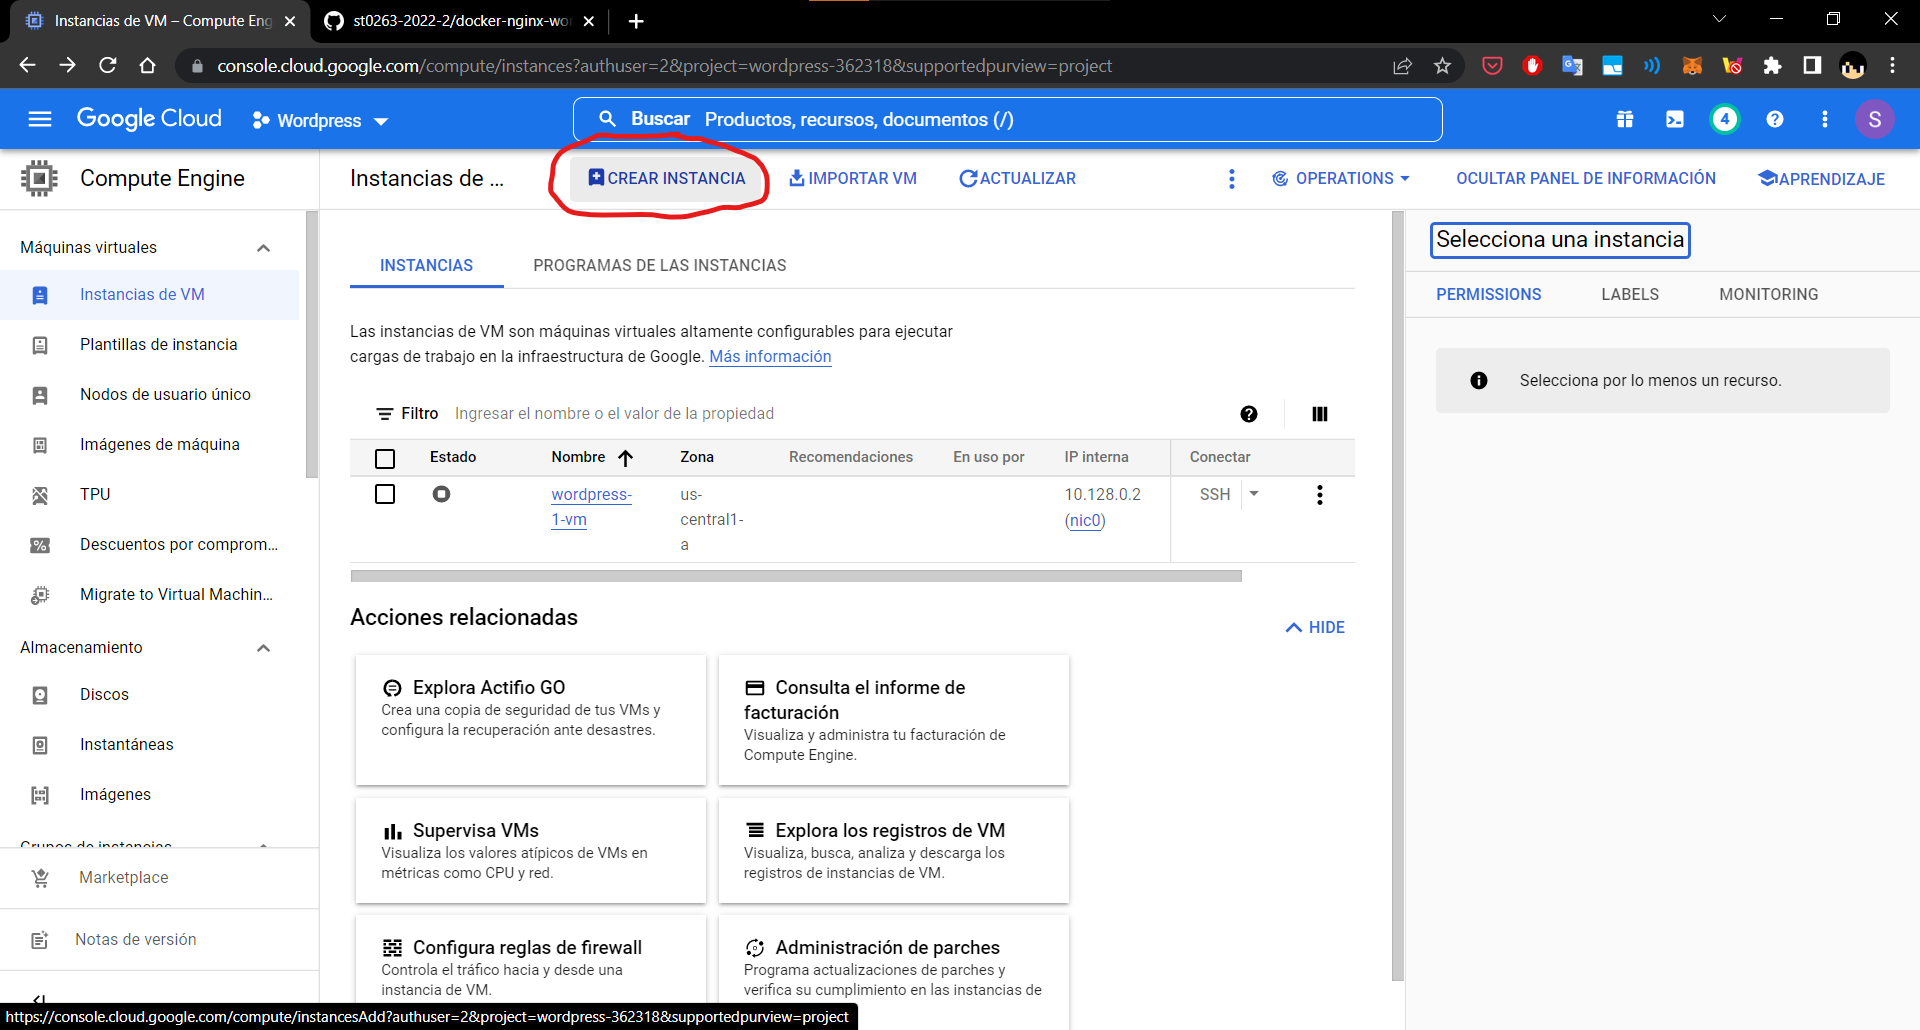 Instancias de VM – Compute Eng
st0263-2022-2/docker-nginx-wor
console.cloud.google.com/compute/instances?authuser=2&project=wordpress-362318&supportedpurview=project
Google Cloud
Wordpress
Buscar Productos, recursos, documentos (/)
4
S
Compute Engine
Instancias de ...
CREAR INSTANCIA
IMPORTAR VM
ACTUALIZAR
OPERATIONS
OCULTAR PANEL DE INFORMACIÓN
APRENDIZAJE
Máquinas virtuales
Instancias de VM
Plantillas de instancia
Nodos de usuario único
Imágenes de máquina
TPU
Descuentos por comprom...
Migrate to Virtual Machin...
Almacenamiento
Discos
Instantáneas
Imágenes
Grupos de instancias
Marketplace
Notas de versión
INSTANCIAS
PROGRAMAS DE LAS INSTANCIAS
Las instancias de VM son máquinas virtuales altamente configurables para ejecutar
cargas de trabajo en la infraestructura de Google. Más información
Filtro Ingresar el nombre o el valor de la propiedad
Estado Nombre Zona Recomendaciones En uso por IP interna Conectar
wordpress- us- 10.128.0.2 SSH
1-vm central1- (nic0)
a
Acciones relacionadas
HIDE
Explora Actifio GO
Crea una copia de seguridad de tus VMs y
configura la recuperación ante desastres.
Consulta el informe de
facturación
Visualiza y administra tu facturación de
Compute Engine.
Supervisa VMs
Visualiza los valores atípicos de VMs en
métricas como CPU y red.
Explora los registros de VM
Visualiza, busca, analiza y descarga los
registros de instancias de VM.
Configura reglas de firewall
Controla el tráfico hacia y desde una
instancia de VM.
Administración de parches
Programa actualizaciones de parches y
verifica su cumplimiento en las instancias de
Selecciona una instancia
PERMISSIONS
LABELS
MONITORING
Selecciona por lo menos un recurso.
https://console.cloud.google.com/compute/instancesAdd?authuser=2&project=wordpress-362318&supportedpurview=project